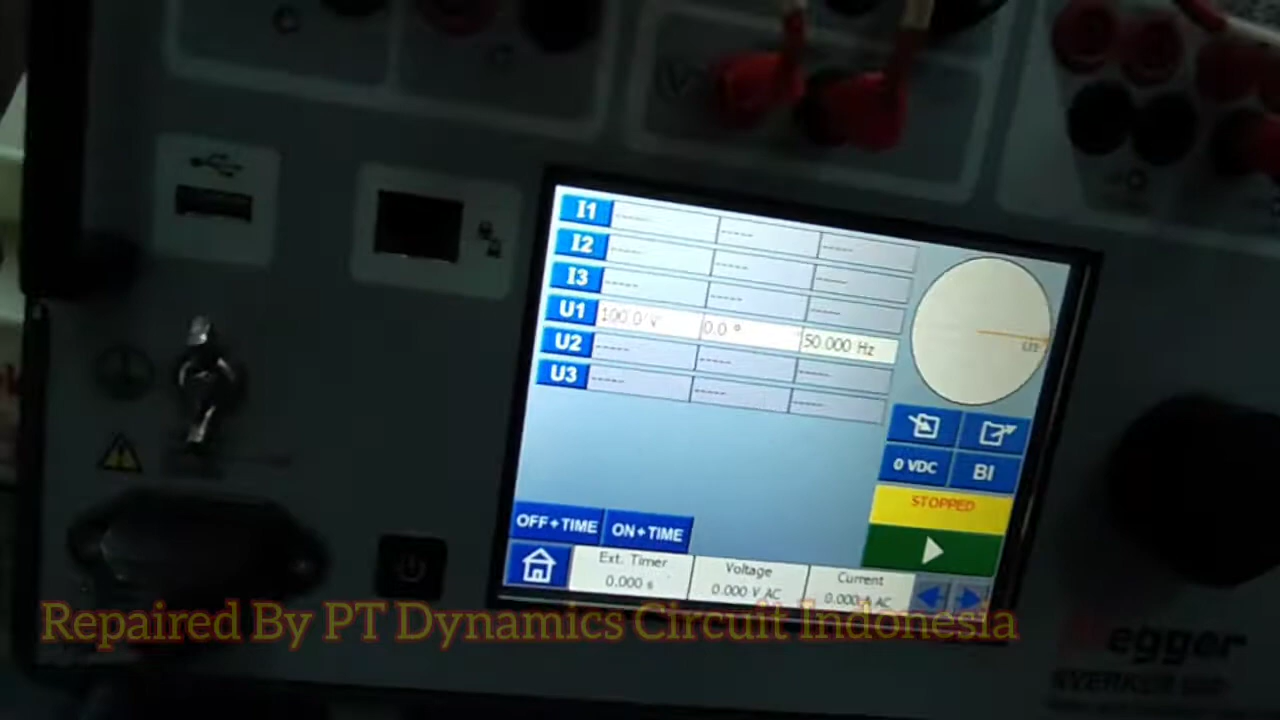 I1 ----- ----- -----
I2 ----- ----- -----
I3 ----- ----- -----
U1 100.0 V 0.0 ° 50.000 Hz
U2 ----- ----- -----
U3 ----- ----- -----
0 VDC BI
STOPPED
OFF+TIME ON+TIME
Ext. Timer Voltage Current
0.000 s 0.000 V AC 0.000 A AC
Repaired By PT Dynamics Circuit Indonesia
Megger
SVERKER